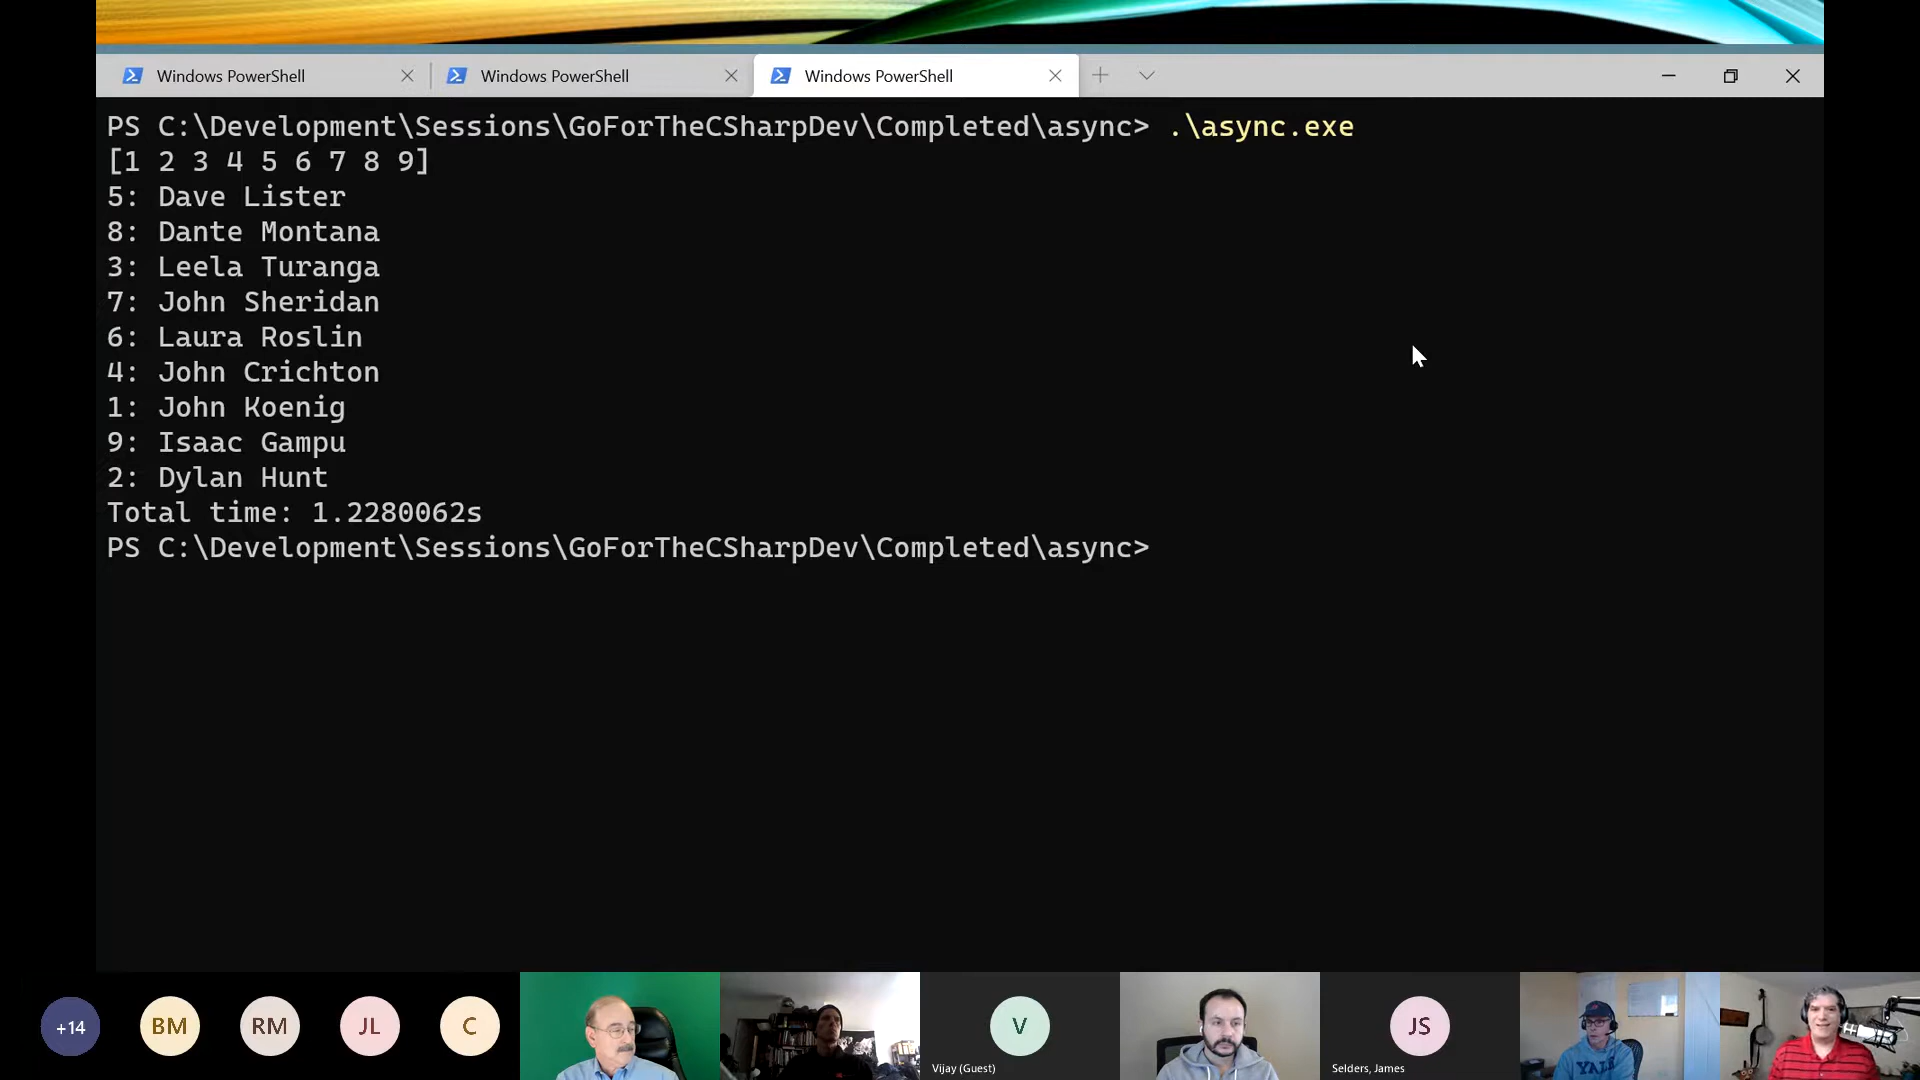 Windows PowerShell
Windows PowerShell
Windows PowerShell
PS C:\Development\Sessions\GoForTheCSharpDev\Completed\async> .\async.exe
[1 2 3 4 5 6 7 8 9]
5: Dave Lister
8: Dante Montana
3: Leela Turanga
7: John Sheridan
6: Laura Roslin
4: John Crichton
1: John Koenig
9: Isaac Gampu
2: Dylan Hunt
Total time: 1.2280062s
PS C:\Development\Sessions\GoForTheCSharpDev\Completed\async>
+14
BM
RM
JL
C
V
Vijay (Guest)
JS
Selders, James
YALE